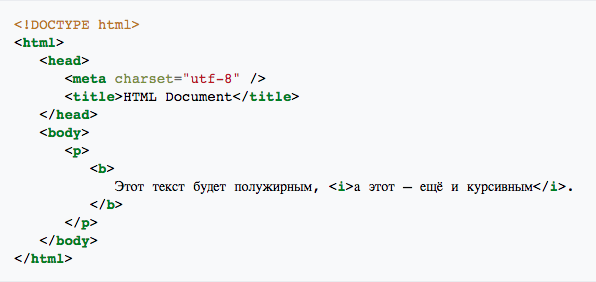 <!DOCTYPE html>
<html>
<head>
<meta charset="utf-8" />
<title>HTML Document</title>
</head>
<body>
<p>
<b>
Этот текст будет полужирным, <i>а этот — ещё и курсивным</i>.
</b>
</p>
</body>
</html>